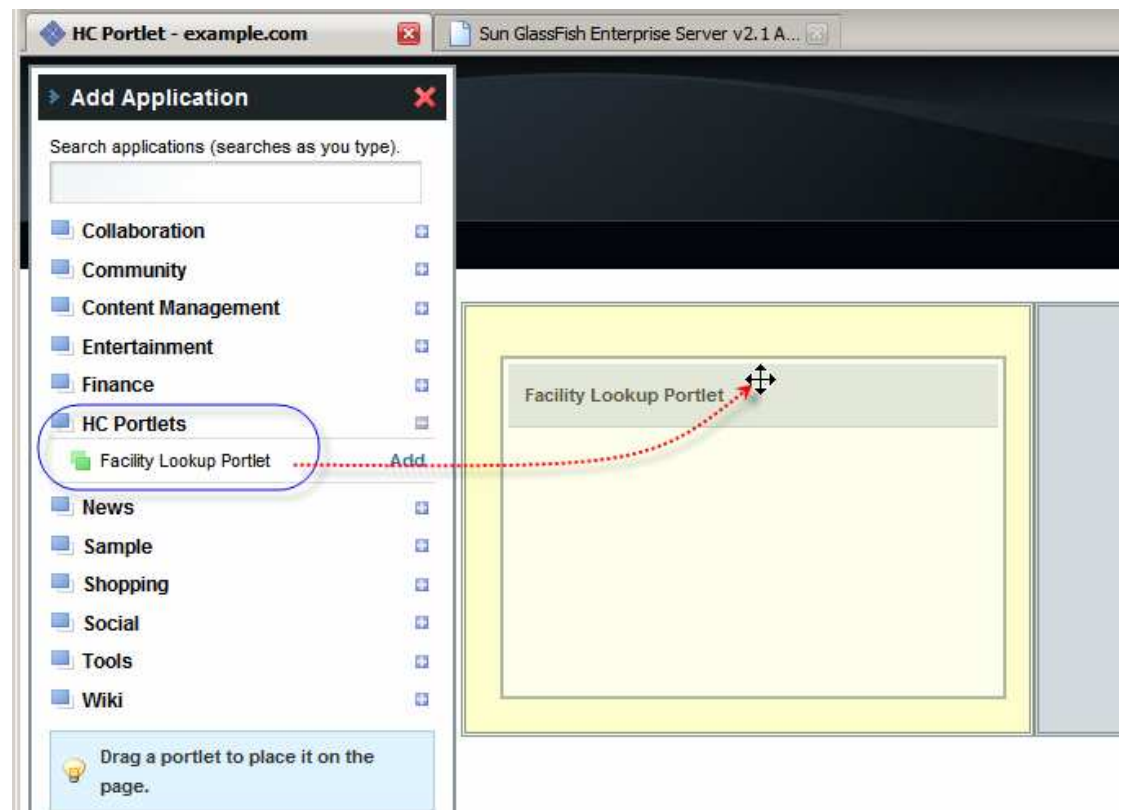 HC Portlet - example.com
Sun GlassFish Enterprise Server v2.1 A...
Add Application
Search applications (searches as you type).
Collaboration
Community
Content Management
Entertainment
Finance
HC Portlets
Facility Lookup Portlet
Add
Facility Lookup Portlet
News
Sample
Shopping
Social
Tools
Wiki
Drag a portlet to place it on the
page.